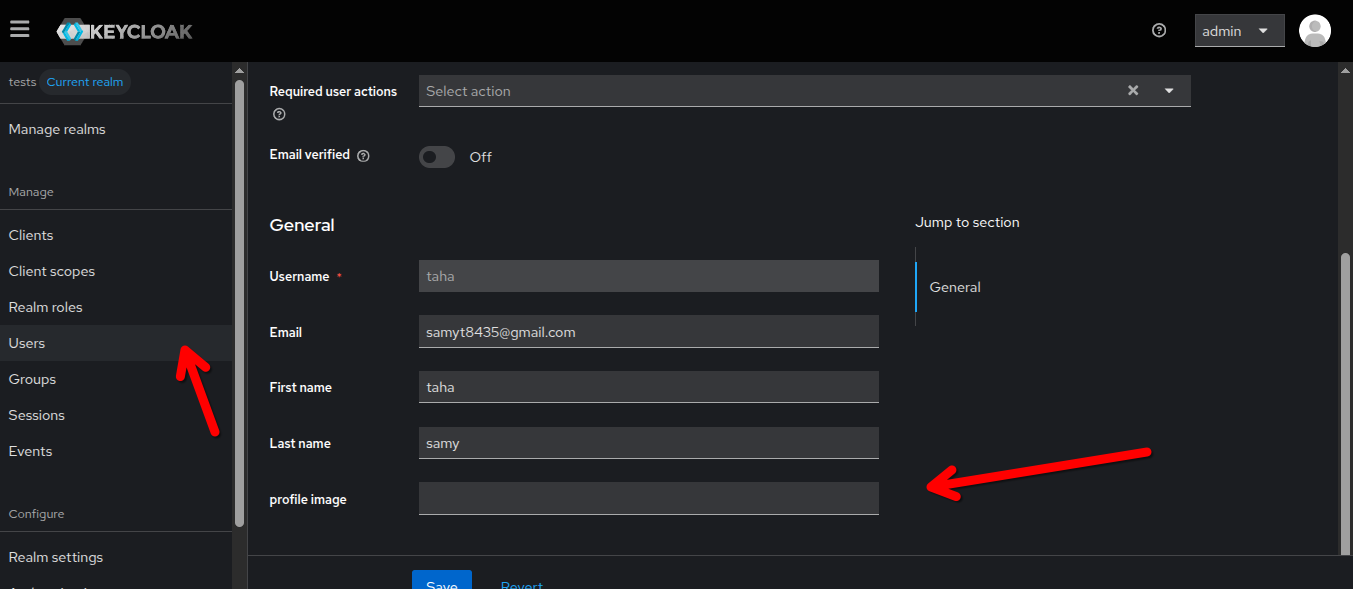 KEYCLOAK
admin
tests Current realm
Manage realms
Manage
Clients
Client scopes
Realm roles
Users
Groups
Sessions
Events
Configure
Realm settings
Required user actions
Select action
Email verified
Off
General
Jump to section
General
Username *
taha
Email
samyt8435@gmail.com
First name
taha
Last name
samy
profile image
Save
Revert